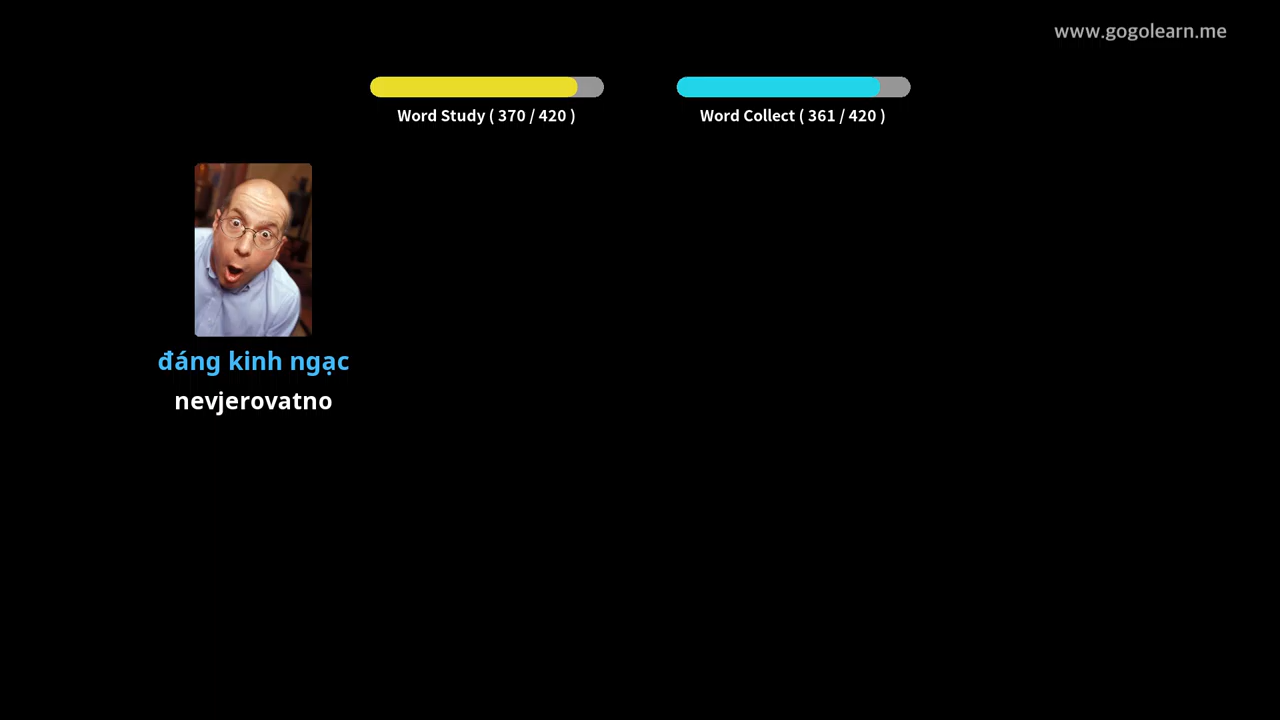 www.gogolearn.me
Word Study ( 370 / 420 )
Word Collect ( 361 / 420 )
đáng kinh ngạc
nevjerovatno